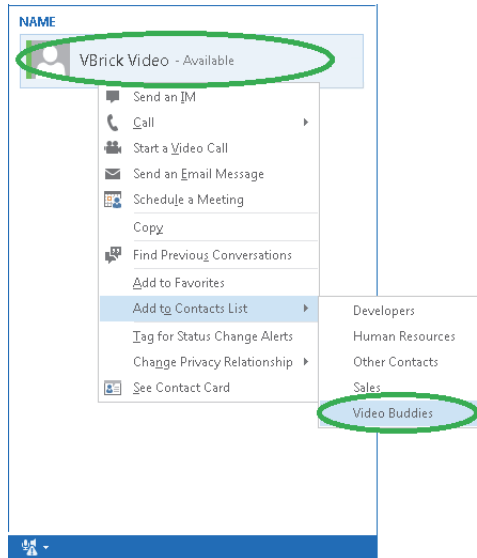 NAME
VBrick Video - Available
Send an IM
Call
Start a Video Call
Send an Email Message
Schedule a Meeting
Copy
Find Previous Conversations
Add to Favorites
Add to Contacts List
Developers
Tag for Status Change Alerts
Human Resources
Change Privacy Relationship
Other Contacts
See Contact Card
Sales
Video Buddies